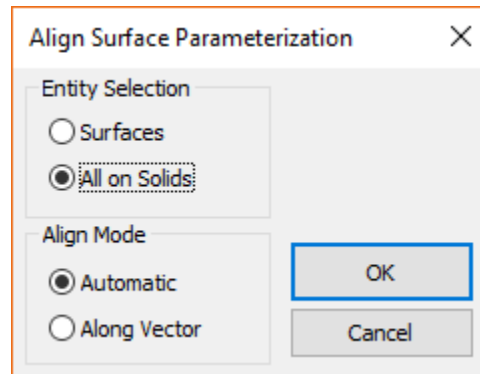 Align Surface Parameterization
Entity Selection
Surfaces
All on Solids
Align Mode
Automatic
Along Vector
OK
Cancel